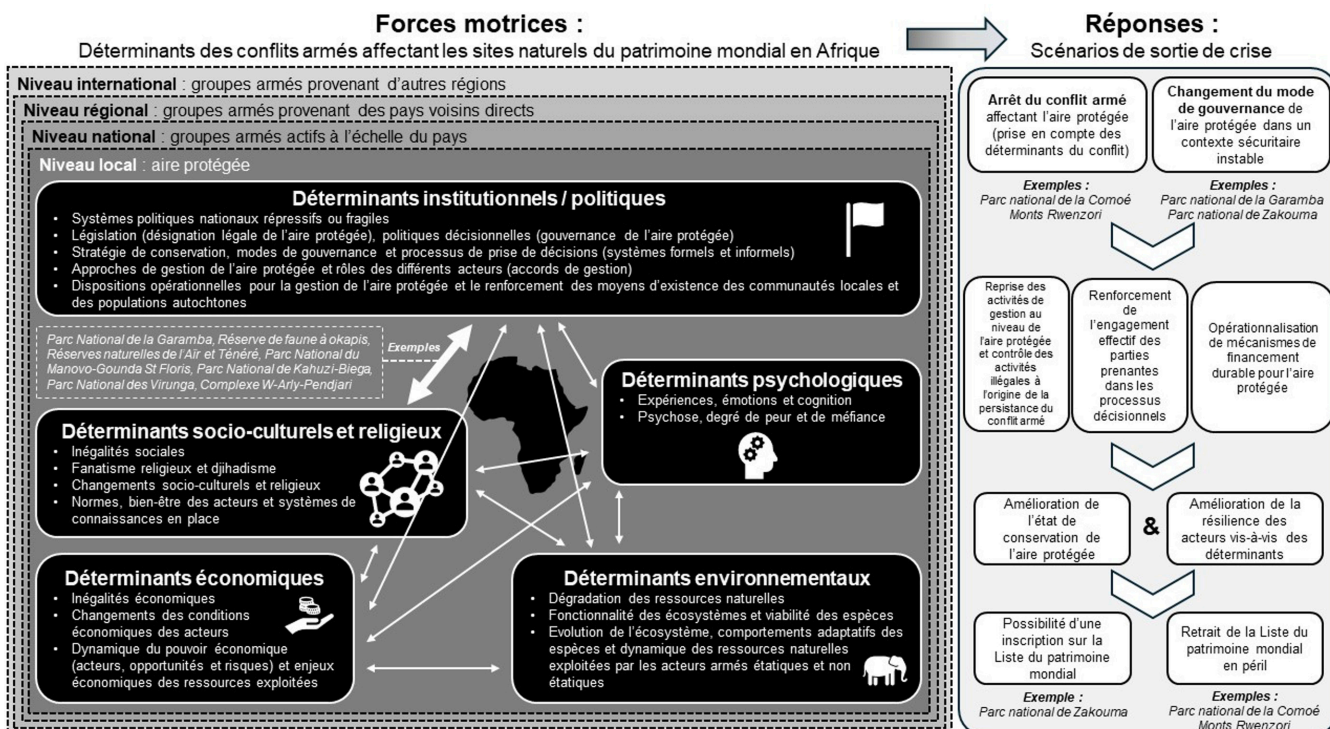 Forces motrices :
Déterminants des conflits armés affectant les sites naturels du patrimoine mondial en Afrique
Niveau international : groupes armés provenant d'autres régions
Niveau régional : groupes armés provenant des pays voisins directs
Niveau national : groupes armés actifs à l'échelle du pays
Niveau local : aire protégée
Déterminants institutionnels / politiques
• Systèmes politiques nationaux répressifs ou fragiles
• Législation (désignation légale de l'aire protégée), politiques décisionnelles (gouvernance de l'aire protégée)
• Stratégie de conservation, modes de gouvernance et processus de prise de décisions (systèmes formels et informels)
• Approches de gestion de l'aire protégée et rôles des différents acteurs (accords de gestion)
• Dispositions opérationnelles pour la gestion de l'aire protégée et le renforcement des moyens d'existence des communautés locales et
des populations autochtones
Parc National de la Garamba, Réserve de faune à okapis,
Réserves naturelles de l'Aïr et Ténéré, Parc National du
Manovo-Gounda St Floris, Parc National de Kahuzi-Biega,
Parc National des Virunga, Complexe W-Arly-Pendjari
Exemples
Déterminants psychologiques
• Expériences, émotions et cognition
• Psychose, degré de peur et de méfiance
Déterminants socio-culturels et religieux
• Inégalités sociales
• Fanatisme religieux et djihadisme
• Changements socio-culturels et religieux
• Normes, bien-être des acteurs et systèmes de
connaissances en place
Déterminants économiques
• Inégalités économiques
• Changements des conditions
économiques des acteurs
• Dynamique du pouvoir économique
(acteurs, opportunités et risques) et enjeux
économiques des ressources exploitées
Déterminants environnementaux
• Dégradation des ressources naturelles
• Fonctionnalité des écosystèmes et viabilité des espèces
• Evolution de l'écosystème, comportements adaptatifs des
espèces et dynamique des ressources naturelles
exploitées par les acteurs armés étatiques et non
étatiques
Réponses :
Scénarios de sortie de crise
Arrêt du conflit armé
affectant l'aire protégée
(prise en compte des
déterminants du conflit)
Exemples :
Parc national de la Comoé
Monts Rwenzori
Changement du mode
de gouvernance de
l'aire protégée dans un
contexte sécuritaire
instable
Exemples :
Parc national de la Garamba
Parc national de Zakouma
Reprise des
activités de
gestion au
niveau de
l'aire protégée
et contrôle des
activités
illégales à
l'origine de la
persistance du
conflit armé
Renforcement
de
l'engagement
effectif des
parties
prenantes
dans les
processus
décisionnels
Opérationnalisation
de mécanismes de
financement
durable pour l'aire
protégée
Amélioration de
l'état de
conservation de
l'aire protégée
&
Amélioration de la
résilience des
acteurs vis-à-vis des
déterminants
Possibilité d'une
inscription sur la
Liste du patrimoine
mondial
Exemple :
Parc national de Zakouma
Retrait de la Liste du
patrimoine mondial
en péril
Exemples :
Parc national de la Comoé
Monts Rwenzori